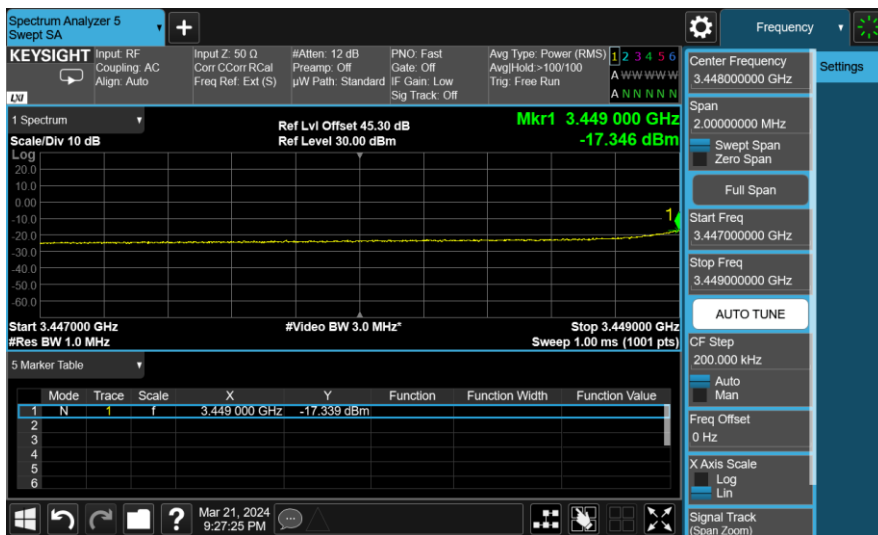 Spectrum Analyzer 5
Swept SA
Frequency
KEYSIGHT
LXI
Input: RF
Coupling: AC
Align: Auto
Input Z: 50 Ω
Corr CCorr RCal
Freq Ref: Ext (S)
#Atten: 12 dB
Preamp: Off
µW Path: Standard
PNO: Fast
Gate: Off
IF Gain: Low
Sig Track: Off
Avg Type: Power (RMS)
Avg|Hold:>100/100
Trig: Free Run
1 2 3 4 5 6
A W W W W W
A N N N N N
1 Spectrum
Scale/Div 10 dB
Ref Lvl Offset 45.30 dB
Ref Level 30.00 dBm
Mkr1 3.449 000 GHz
-17.346 dBm
Log
20.0
10.0
0.00
-10.0
-20.0
-30.0
-40.0
-50.0
-60.0
1
Start 3.447000 GHz
#Video BW 3.0 MHz*
Stop 3.449000 GHz
#Res BW 1.0 MHz
Sweep 1.00 ms (1001 pts)
5 Marker Table
Mode Trace Scale X Y Function Function Width Function Value
1 N 1 f 3.449 000 GHz -17.339 dBm
2
3
4
5
6
Mar 21, 2024
9:27:25 PM
Center Frequency
3.448000000 GHz
Span
2.00000000 MHz
Swept Span
Zero Span
Full Span
Start Freq
3.447000000 GHz
Stop Freq
3.449000000 GHz
AUTO TUNE
CF Step
200.000 kHz
Auto
Man
Freq Offset
0 Hz
X Axis Scale
Log
Lin
Signal Track
(Span Zoom)
Settings